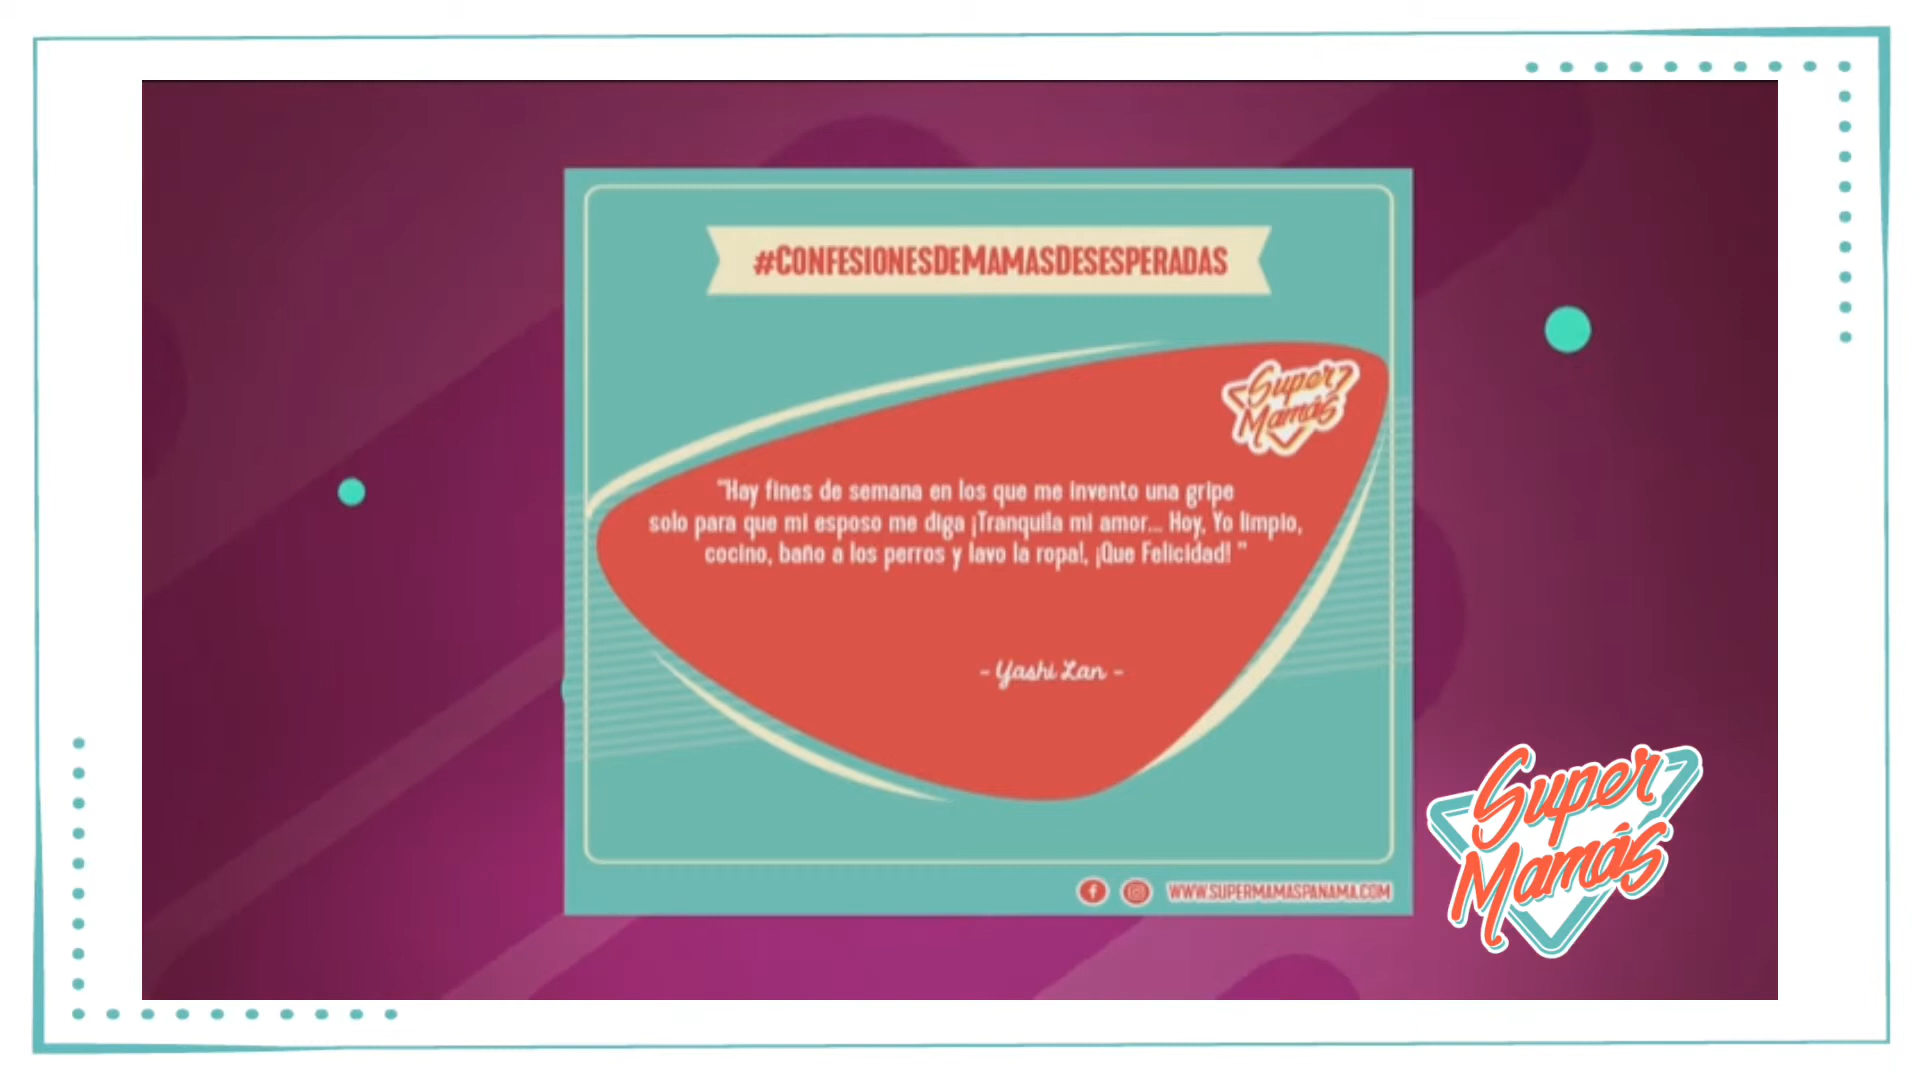 #CONFESIONESDEMAMASDESESPERADAS
Super
Mamás
"Hay fines de semana en los que me invento una gripe
solo para que mi esposo me diga ¡Tranquila mi amor... Hoy, Yo limpio,
cocino, baño a los perros y lavo la ropa!, ¡Que Felicidad! "
- Yashi Lan -
WWW.SUPERMAMASPANAMA.COM
Super
Mamás